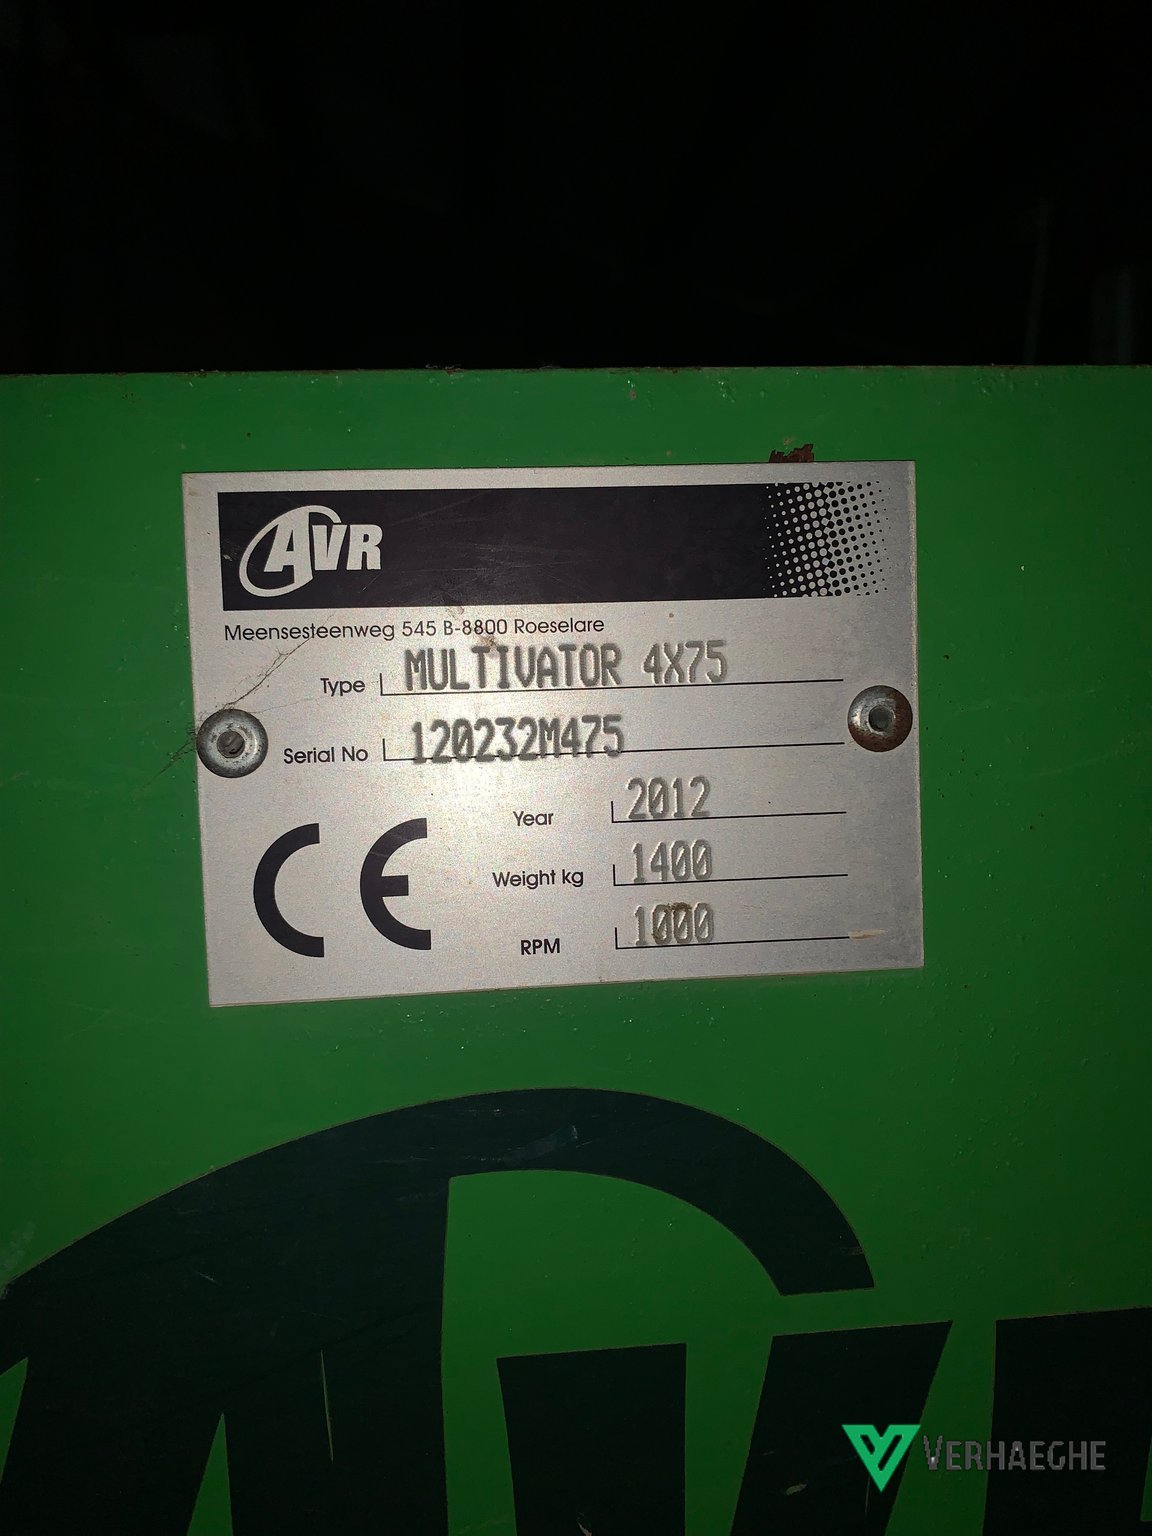 AVR
Meensesteenweg 545 B-8800 Roeselare
Type MULTIVATOR 4X75
Serial No 120232M475
Year 2012
Weight kg 1400
RPM 1000
CE
AVR
VERHAEGHE